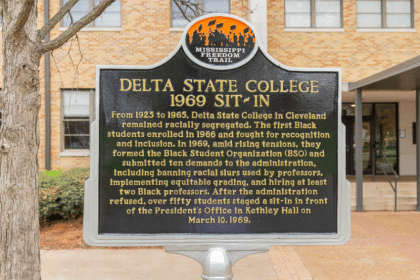 MISSISSIPPI
FREEDOM
TRAIL
DELTA STATE COLLEGE
1969 SIT-IN
From 1925 to 1965, Delta State College in Cleveland
remained racially segregated. The first Black
students enrolled in 1966 and fought for recognition
and inclusion. In 1969, amid rising tensions, they
formed the Black Student Organization (BSO) and
submitted ten demands to the administration,
including banning racial slurs used by professors,
implementing equitable grading, and hiring at least
two Black professors. After the administration
refused, over fifty students staged a sit-in in front
of the President's Office in Kethley Hall on
March 10, 1969.